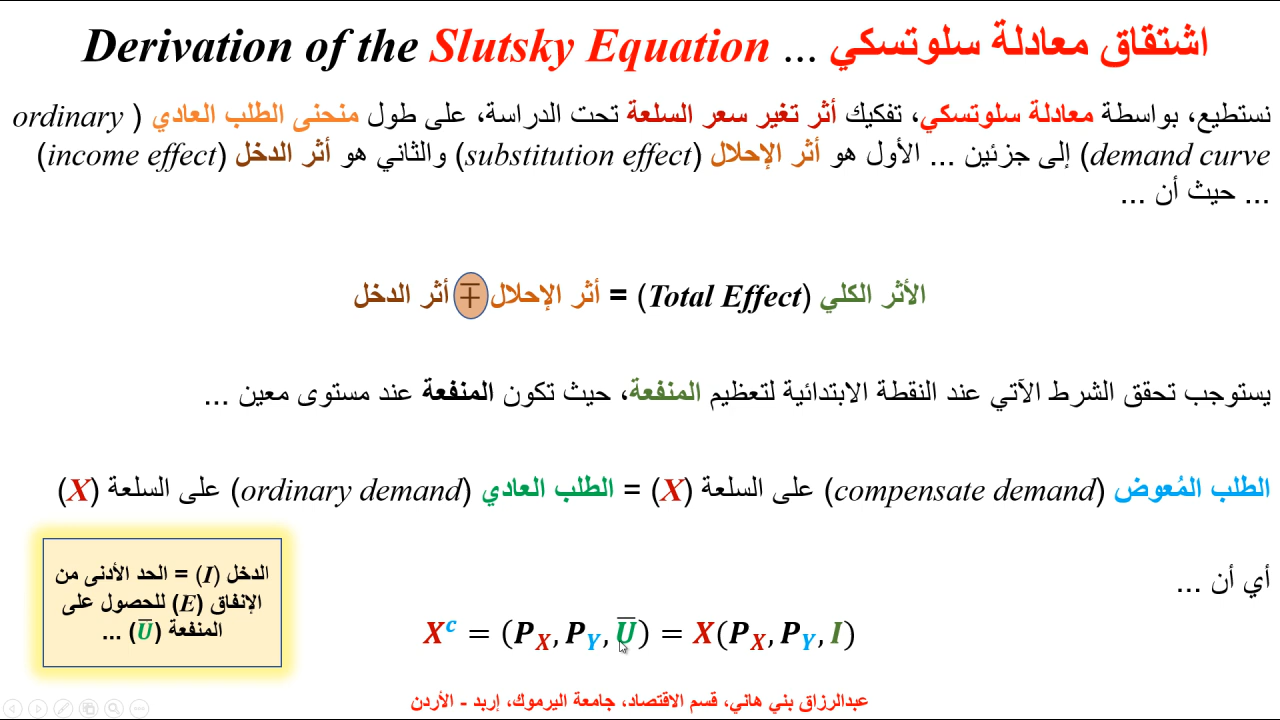 اشتقاق معادلة سلوتسكي ... Derivation of the Slutsky Equation
نستطيع، بواسطة معادلة سلوتسكي، تفكيك أثر تغير سعر السلعة تحت الدراسة، على طول منحنى الطلب العادي (ordinary
demand curve) إلى جزئين ... الأول هو أثر الإحلال (substitution effect) والثاني هو أثر الدخل (income effect)
... حيث أن ...
الأثر الكلي (Total Effect) = أثر الإحلال ∓ أثر الدخل
يستوجب تحقق الشرط الآتي عند النقطة الابتدائية لتعظيم المنفعة، حيث تكون المنفعة عند مستوى معين ...
الطلب المُعوض (compensate demand) على السلعة (X) = الطلب العادي (ordinary demand) على السلعة (X)
أي أن ...
X^c = (P_X, P_Y, U̅) = X(P_X, P_Y, I)
الدخل (I) = الحد الأدنى من
الإنفاق (E) للحصول على
المنفعة (U̅) ...
عبدالرزاق بني هاني، قسم الاقتصاد، جامعة اليرموك، إربد - الأردن